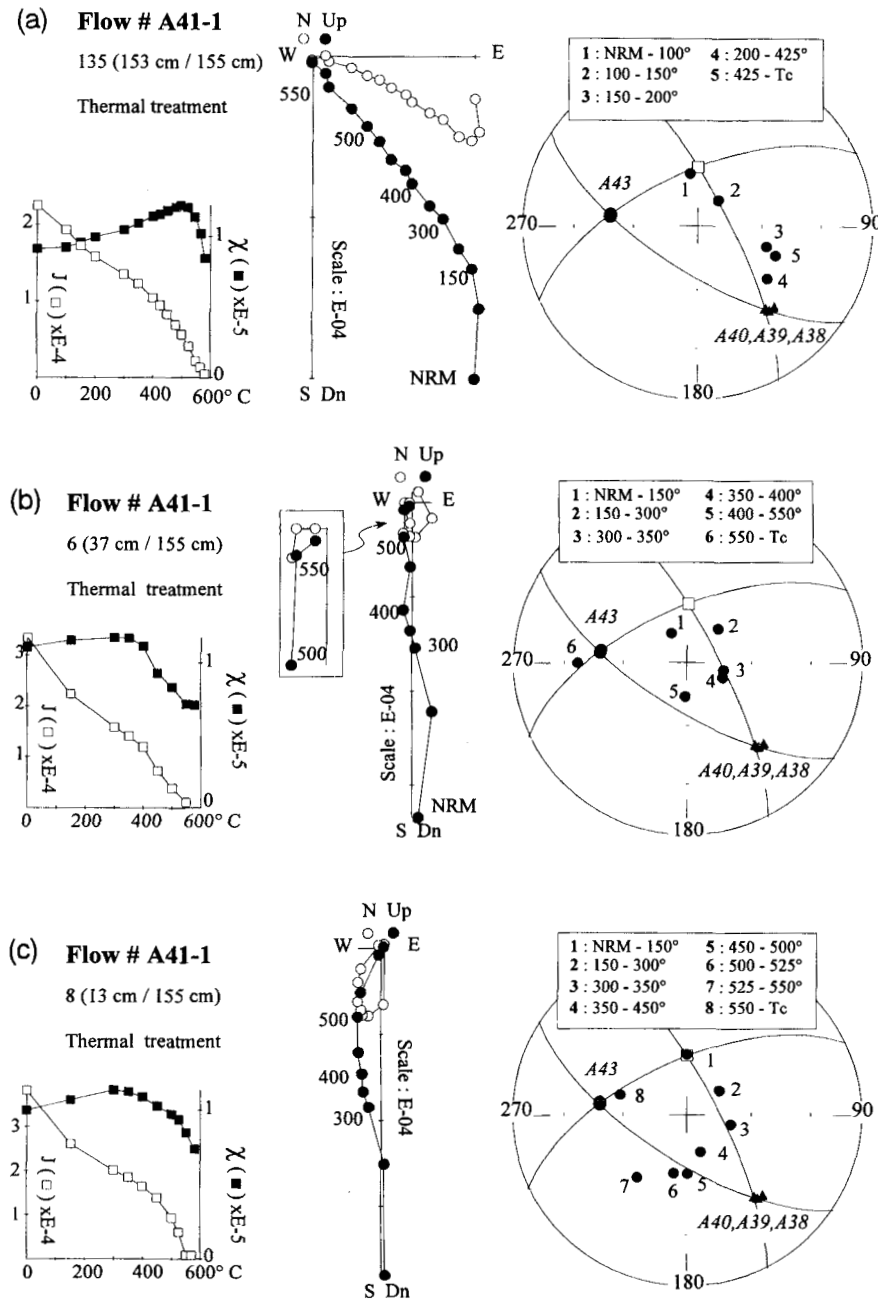 (a)
Flow # A41-1
135 (153 cm / 155 cm)
Thermal treatment
2
1
J (□) xE-4
χ (■) xE-5
1
0
0 200 400 600° C
N Up
W E
550
500
400
300
150
NRM
Scale : E-04
S Dn
1 : NRM - 100° 4 : 200 - 425°
2 : 100 - 150° 5 : 425 - Tc
3 : 150 - 200°
A43
1
2
3
5
4
270 90
A40,A39,A38
180
(b)
Flow # A41-1
6 (37 cm / 155 cm)
Thermal treatment
3
2
1
J (□) xE-4
χ (■) xE-5
1
0
0 200 400 600° C
N Up
W E
550
500
500
400
300
NRM
Scale : E-04
S Dn
1 : NRM - 150° 4 : 350 - 400°
2 : 150 - 300° 5 : 400 - 550°
3 : 300 - 350° 6 : 550 - Tc
A43
1
2
6
3
4
5
270 90
A40,A39,A38
180
(c)
Flow # A41-1
8 (13 cm / 155 cm)
Thermal treatment
3
2
1
J (□) xE-4
χ (■) xE-5
1
0
0 200 400 600° C
N Up
W E
500
400
300
Scale : E-04
S Dn
1 : NRM - 150° 5 : 450 - 500°
2 : 150 - 300° 6 : 500 - 525°
3 : 300 - 350° 7 : 525 - 550°
4 : 350 - 450° 8 : 550 - Tc
A43
1
8
2
3
4
7
6
5
270 90
A40,A39,A38
180